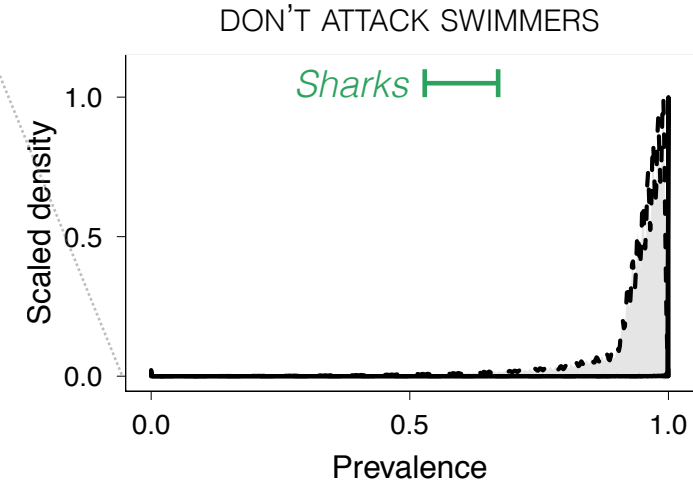 DON'T ATTACK SWIMMERS
Sharks
1.0
0.5
0.0
Scaled density
0.0 0.5 1.0
Prevalence